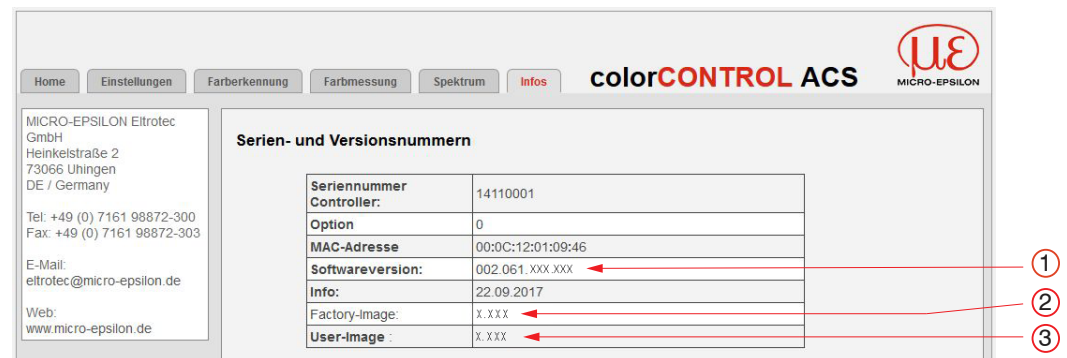 Home
Einstellungen
Farberkennung
Farbmessung
Spektrum
Infos
colorCONTROL ACS
µε
MICRO-EPSILON
MICRO-EPSILON Eltrotec
GmbH
Heinkelstraße 2
73066 Uhingen
DE / Germany
Tel: +49 (0) 7161 98872-300
Fax: +49 (0) 7161 98872-303
E-Mail:
eltrotec@micro-epsilon.de
Web:
www.micro-epsilon.de
Serien- und Versionsnummern
Seriennummer
Controller:
14110001
Option
0
MAC-Adresse
00:0C:12:01:09:46
Softwareversion:
002.061.XXX.XXX
1
Info:
22.09.2017
Factory-Image:
X.XXX
2
User-Image :
X.XXX
3